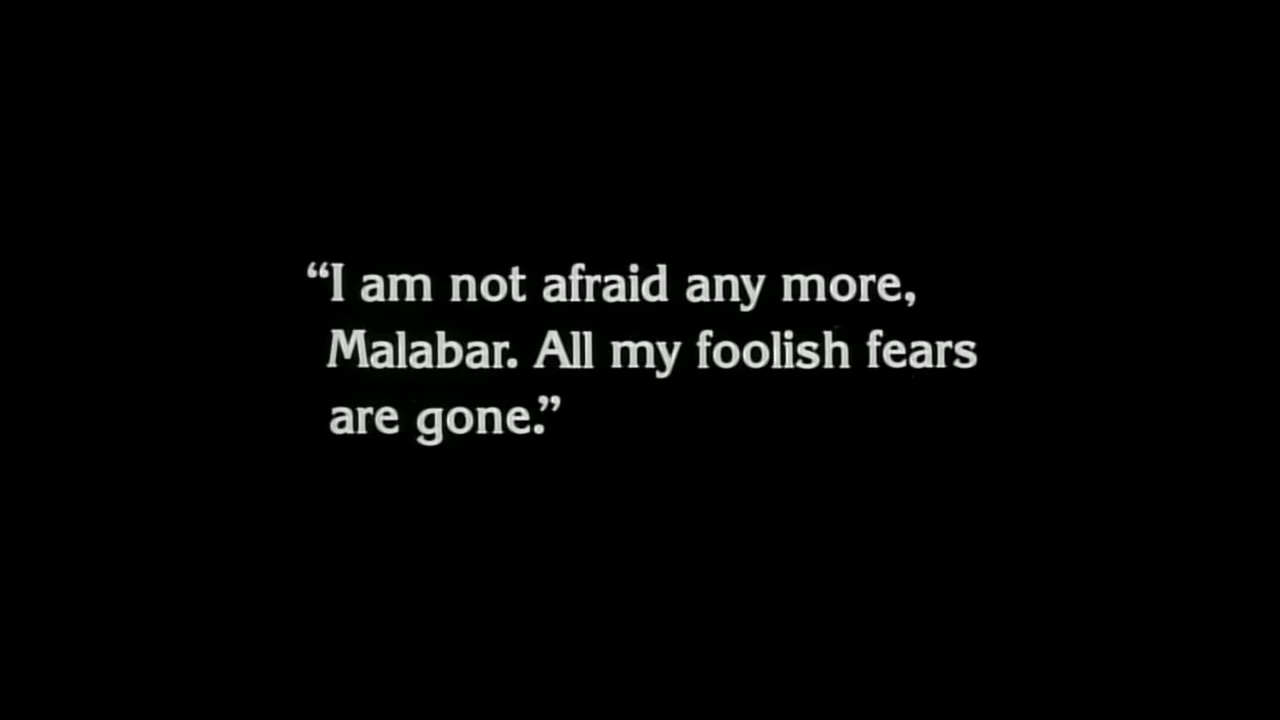 “I am not afraid any more,
Malabar. All my foolish fears
are gone.”